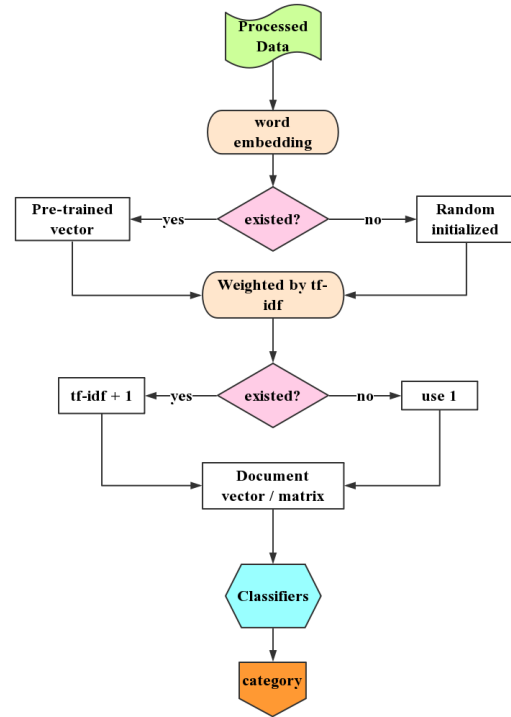 Processed
Data
word
embedding
Pre-trained
vector
yes
existed?
no
Random
initialized
Weighted by tf-
idf
tf-idf + 1
yes
existed?
no
use 1
Document
vector / matrix
Classifiers
category